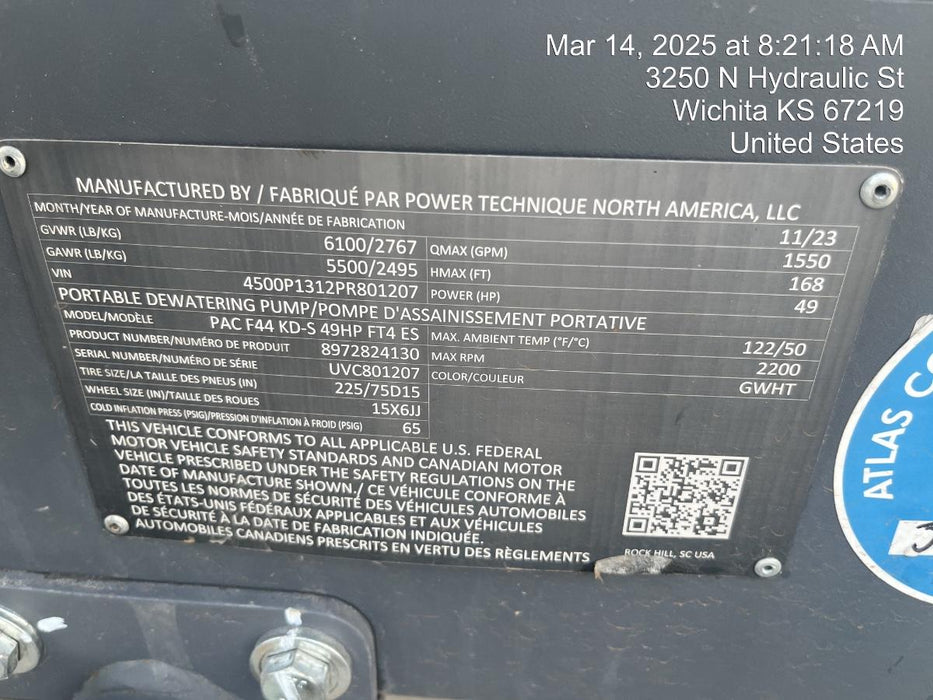 Mar 14, 2025 at 8:21:18 AM
3250 N Hydraulic St
Wichita KS 67219
United States
MANUFACTURED BY / FABRIQUÉ PAR POWER TECHNIQUE NORTH AMERICA, LLC
MONTH/YEAR OF MANUFACTURE-MOIS/ANNÉE DE FABRICATION 11/23
GVWR (LB/KG) 6100/2767 QMAX (GPM) 1550
GAWR (LB/KG) 5500/2495 HMAX (FT) 168
VIN 4500P1312PR801207 POWER (HP) 49
PORTABLE DEWATERING PUMP/POMPE D'ASSAINISSEMENT PORTATIVE
MODEL/MODÈLE PAC F44 KD-S 49HP FT4 ES MAX. AMBIENT TEMP (°F/°C) 122/50
PRODUCT NUMBER/NUMÉRO DE PRODUIT 8972824130 MAX RPM 2200
SERIAL NUMBER/NUMÉRO DE SÉRIE UVC801207 COLOR/COULEUR GWHT
TIRE SIZE/LA TAILLE DES PNEUS (IN) 225/75D15
WHEEL SIZE (IN)/TAILLE DES ROUES 15X6JJ
COLD INFLATION PRESS (PSIG)/PRESSION D'INFLATION À FROID (PSIG) 65
THIS VEHICLE CONFORMS TO ALL APPLICABLE U.S. FEDERAL
MOTOR VEHICLE SAFETY STANDARDS AND CANADIAN MOTOR
VEHICLE PRESCRIBED UNDER THE SAFETY REGULATIONS ON THE
DATE OF MANUFACTURE SHOWN./ CE VÉHICULE CONFORME À
TOUTES LES NORMES DE SÉCURITÉ DES VÉHICULES AUTOMOBILES
DES ÉTATS-UNIS FÉDÉRAUX APPLICABLES ET AUX VÉHICULES
DE SÉCURITÉ À LA DATE DE FABRICATION INDIQUÉE.
AUTOMOBILES CANADIENS PRESCRITS EN VERTU DES RÈGLEMENTS
ROCK HILL, SC USA
ATLAS